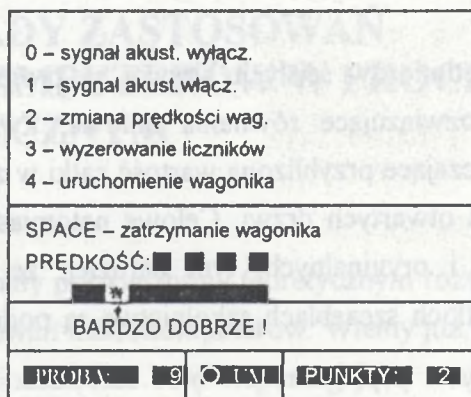 0 – sygnał akust. wyłącz.
1 – sygnał akust.włącz.
2 – zmiana prędkości wag.
3 – wyzerowanie liczników
4 – uruchomienie wagonika
SPACE – zatrzymanie wagonika
PRĘDKOŚĆ:
BARDZO DOBRZE !
PROBA 9 PUNKTY 2